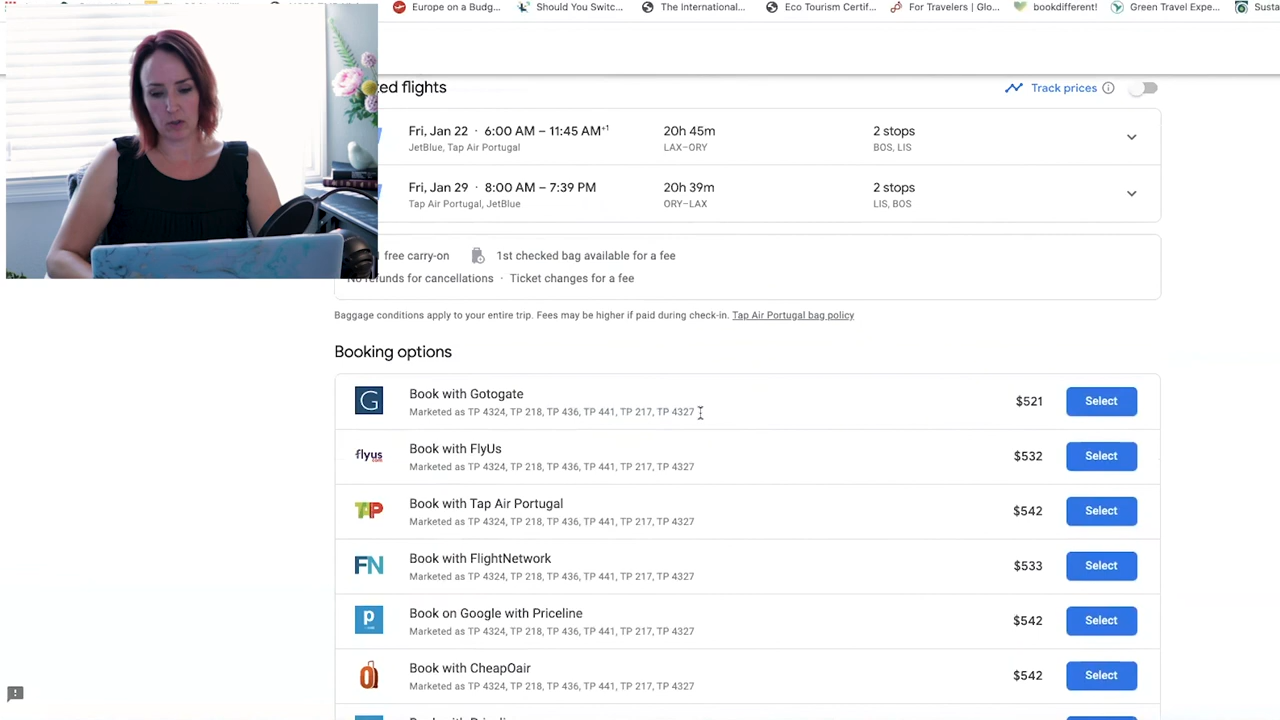 Europe on a Budg...
Should You Switc...
The International...
Eco Tourism Certif...
For Travelers | Glo...
bookdifferent!
Green Travel Expe...
Susta
ted flights
Track prices
Fri, Jan 22 · 6:00 AM – 11:45 AM+1
20h 45m
2 stops
JetBlue, Tap Air Portugal
LAX–ORY
BOS, LIS
Fri, Jan 29 · 8:00 AM – 7:39 PM
20h 39m
2 stops
Tap Air Portugal, JetBlue
ORY–LAX
LIS, BOS
free carry-on
1st checked bag available for a fee
No refunds for cancellations · Ticket changes for a fee
Baggage conditions apply to your entire trip. Fees may be higher if paid during check-in. Tap Air Portugal bag policy
Booking options
G
Book with Gotogate
Marketed as TP 4324, TP 218, TP 436, TP 441, TP 217, TP 4327
$521
Select
flyus
Book with FlyUs
Marketed as TP 4324, TP 218, TP 436, TP 441, TP 217, TP 4327
$532
Select
TAP
Book with Tap Air Portugal
Marketed as TP 4324, TP 218, TP 436, TP 441, TP 217, TP 4327
$542
Select
FN
Book with FlightNetwork
Marketed as TP 4324, TP 218, TP 436, TP 441, TP 217, TP 4327
$533
Select
p
Book on Google with Priceline
Marketed as TP 4324, TP 218, TP 436, TP 441, TP 217, TP 4327
$542
Select
Book with CheapOair
Marketed as TP 4324, TP 218, TP 436, TP 441, TP 217, TP 4327
$542
Select